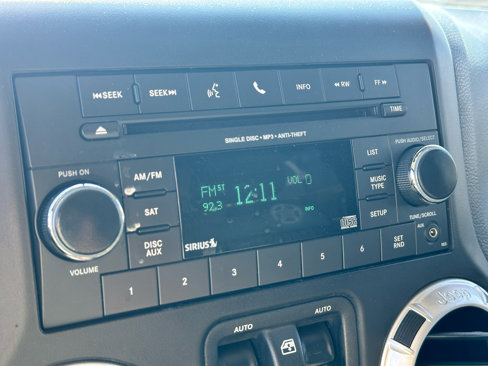 |◀◀ SEEK SEEK ▶▶| INFO ◀◀ RW FF ▶▶
TIME
SINGLE DISC • MP3 • ANTI-THEFT
PUSH ON
VOLUME
AM/FM
SAT
DISC
AUX
FM ST 12:11 VOL 0
92.3 INFO
SIRIUS
LIST
MUSIC
TYPE
SETUP
PUSH AUDIO/SELECT
TUNE/SCROLL
AUX
1 2 3 4 5 6 SET
RND
AUTO AUTO
Jeep